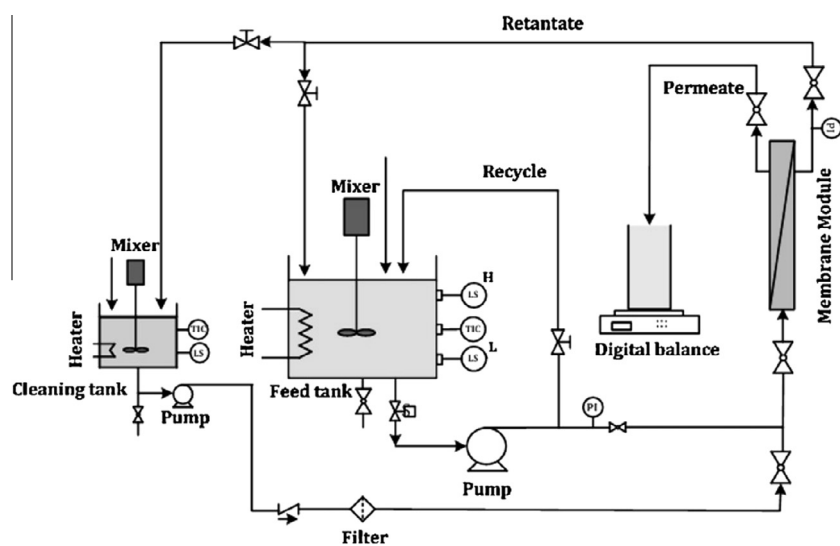 Retantate
Permeate
PI
Membrane Module
Recycle
Mixer
Mixer
H
LS
TIC
L
LS
TIC
LS
Heater
Heater
Digital balance
Cleaning tank
Pump
Feed tank
S
PI
Pump
Filter